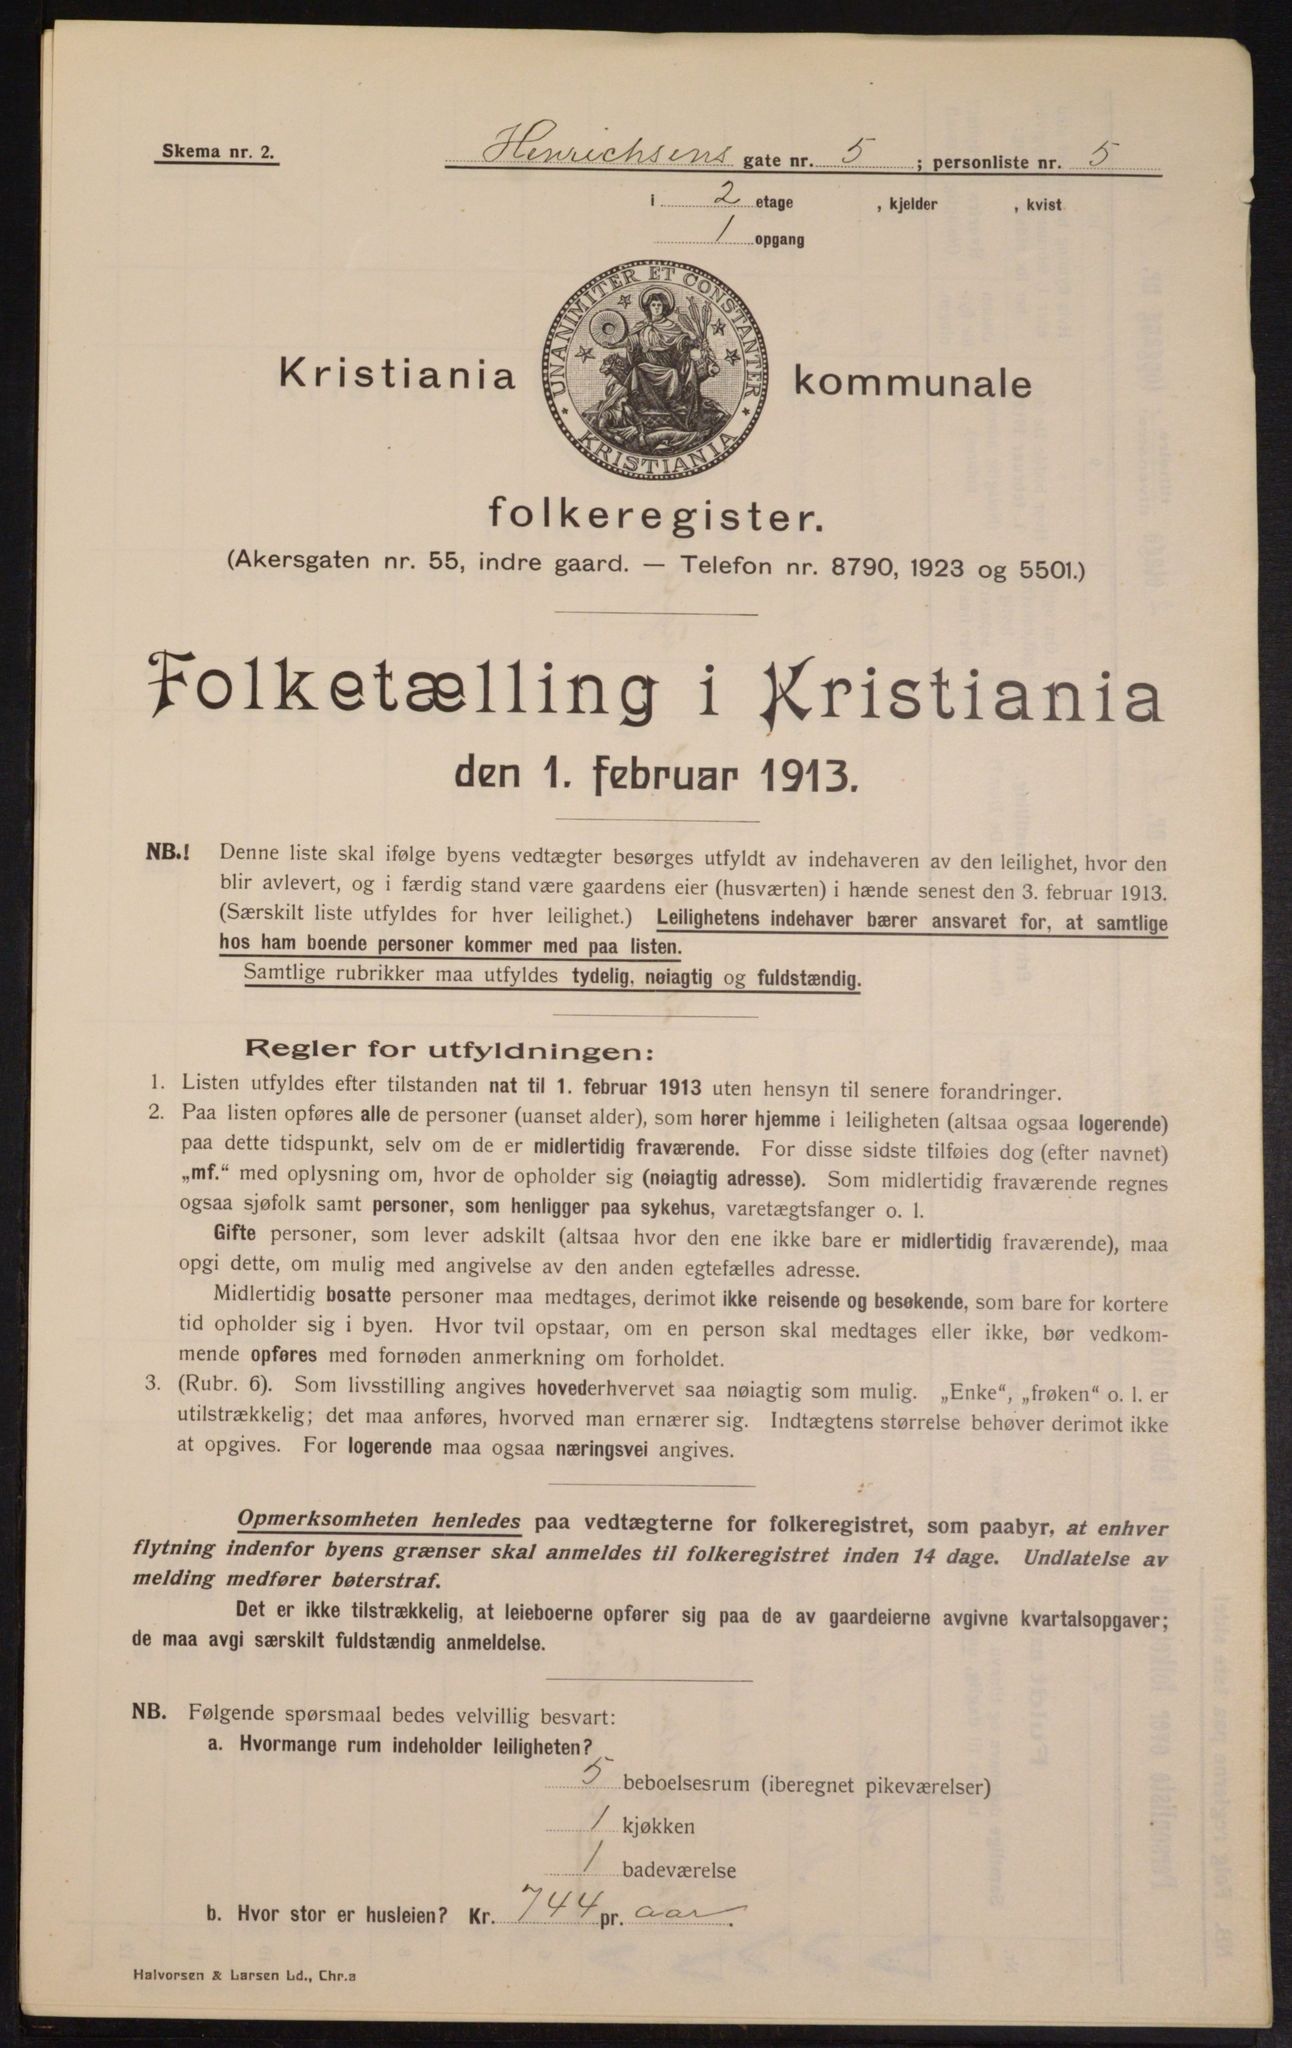 Skema nr. 2.
Henrichsens gate nr. 5 ; personliste nr. 5
i 2 etage , kjelder , kvist
1 opgang
UNANIMITER ET CONSTANTER
KRISTIANIA
Kristiania kommunale
folkeregister.
(Akersgaten nr. 55, indre gaard. — Telefon nr. 8790, 1923 og 5501.)
Folketælling i Kristiania
den 1. februar 1913.
NB.! Denne liste skal ifølge byens vedtægter besørges utfyldt av indehaveren av den leilighet, hvor den
blir avlevert, og i færdig stand være gaardens eier (husværten) i hænde senest den 3. februar 1913.
(Særskilt liste utfyldes for hver leilighet.) Leilighetens indehaver bærer ansvaret for, at samtlige
hos ham boende personer kommer med paa listen.
Samtlige rubrikker maa utfyldes tydelig, nøiagtig og fuldstændig.
Regler for utfyldningen:
1. Listen utfyldes efter tilstanden nat til 1. februar 1913 uten hensyn til senere forandringer.
2. Paa listen opføres alle de personer (uanset alder), som hører hjemme i leiligheten (altsaa ogsaa logerende)
paa dette tidspunkt, selv om de er midlertidig fraværende. For disse sidste tilføies dog (efter navnet)
„mf.“ med oplysning om, hvor de opholder sig (nøiagtig adresse). Som midlertidig fraværende regnes
ogsaa sjøfolk samt personer, som henligger paa sykehus, varetægtsfanger o. l.
Gifte personer, som lever adskilt (altsaa hvor den ene ikke bare er midlertidig fraværende), maa
opgi dette, om mulig med angivelse av den anden egtefælles adresse.
Midlertidig bosatte personer maa medtages, derimot ikke reisende og besøkende, som bare for kortere
tid opholder sig i byen. Hvor tvil opstaar, om en person skal medtages eller ikke, bør vedkom-
mende opføres med fornøden anmerkning om forholdet.
3. (Rubr. 6). Som livsstilling angives hovederhvervet saa nøiagtig som mulig. „Enke“, „frøken“ o. l. er
utilstrækkelig; det maa anføres, hvorved man ernærer sig. Indtægtens størrelse behøver derimot ikke
at opgives. For logerende maa ogsaa næringsvei angives.
Opmerksomheten henledes paa vedtægterne for folkeregistret, som paabyr, at enhver
flytning indenfor byens grænser skal anmeldes til folkeregistret inden 14 dage. Undlatelse av
melding medfører bøterstraf.
Det er ikke tilstrækkelig, at leieboerne opfører sig paa de av gaardeierne avgivne kvartalsopgaver;
de maa avgi særskilt fuldstændig anmeldelse.
NB. Følgende spørsmaal bedes velvillig besvart:
a. Hvormange rum indeholder leiligheten?
5 beboelsesrum (iberegnet pikeværelser)
1 kjøkken
1 badeværelse
b. Hvor stor er husleien? Kr. 744 pr. aar.
Halvorsen & Larsen Ld., Chr.a